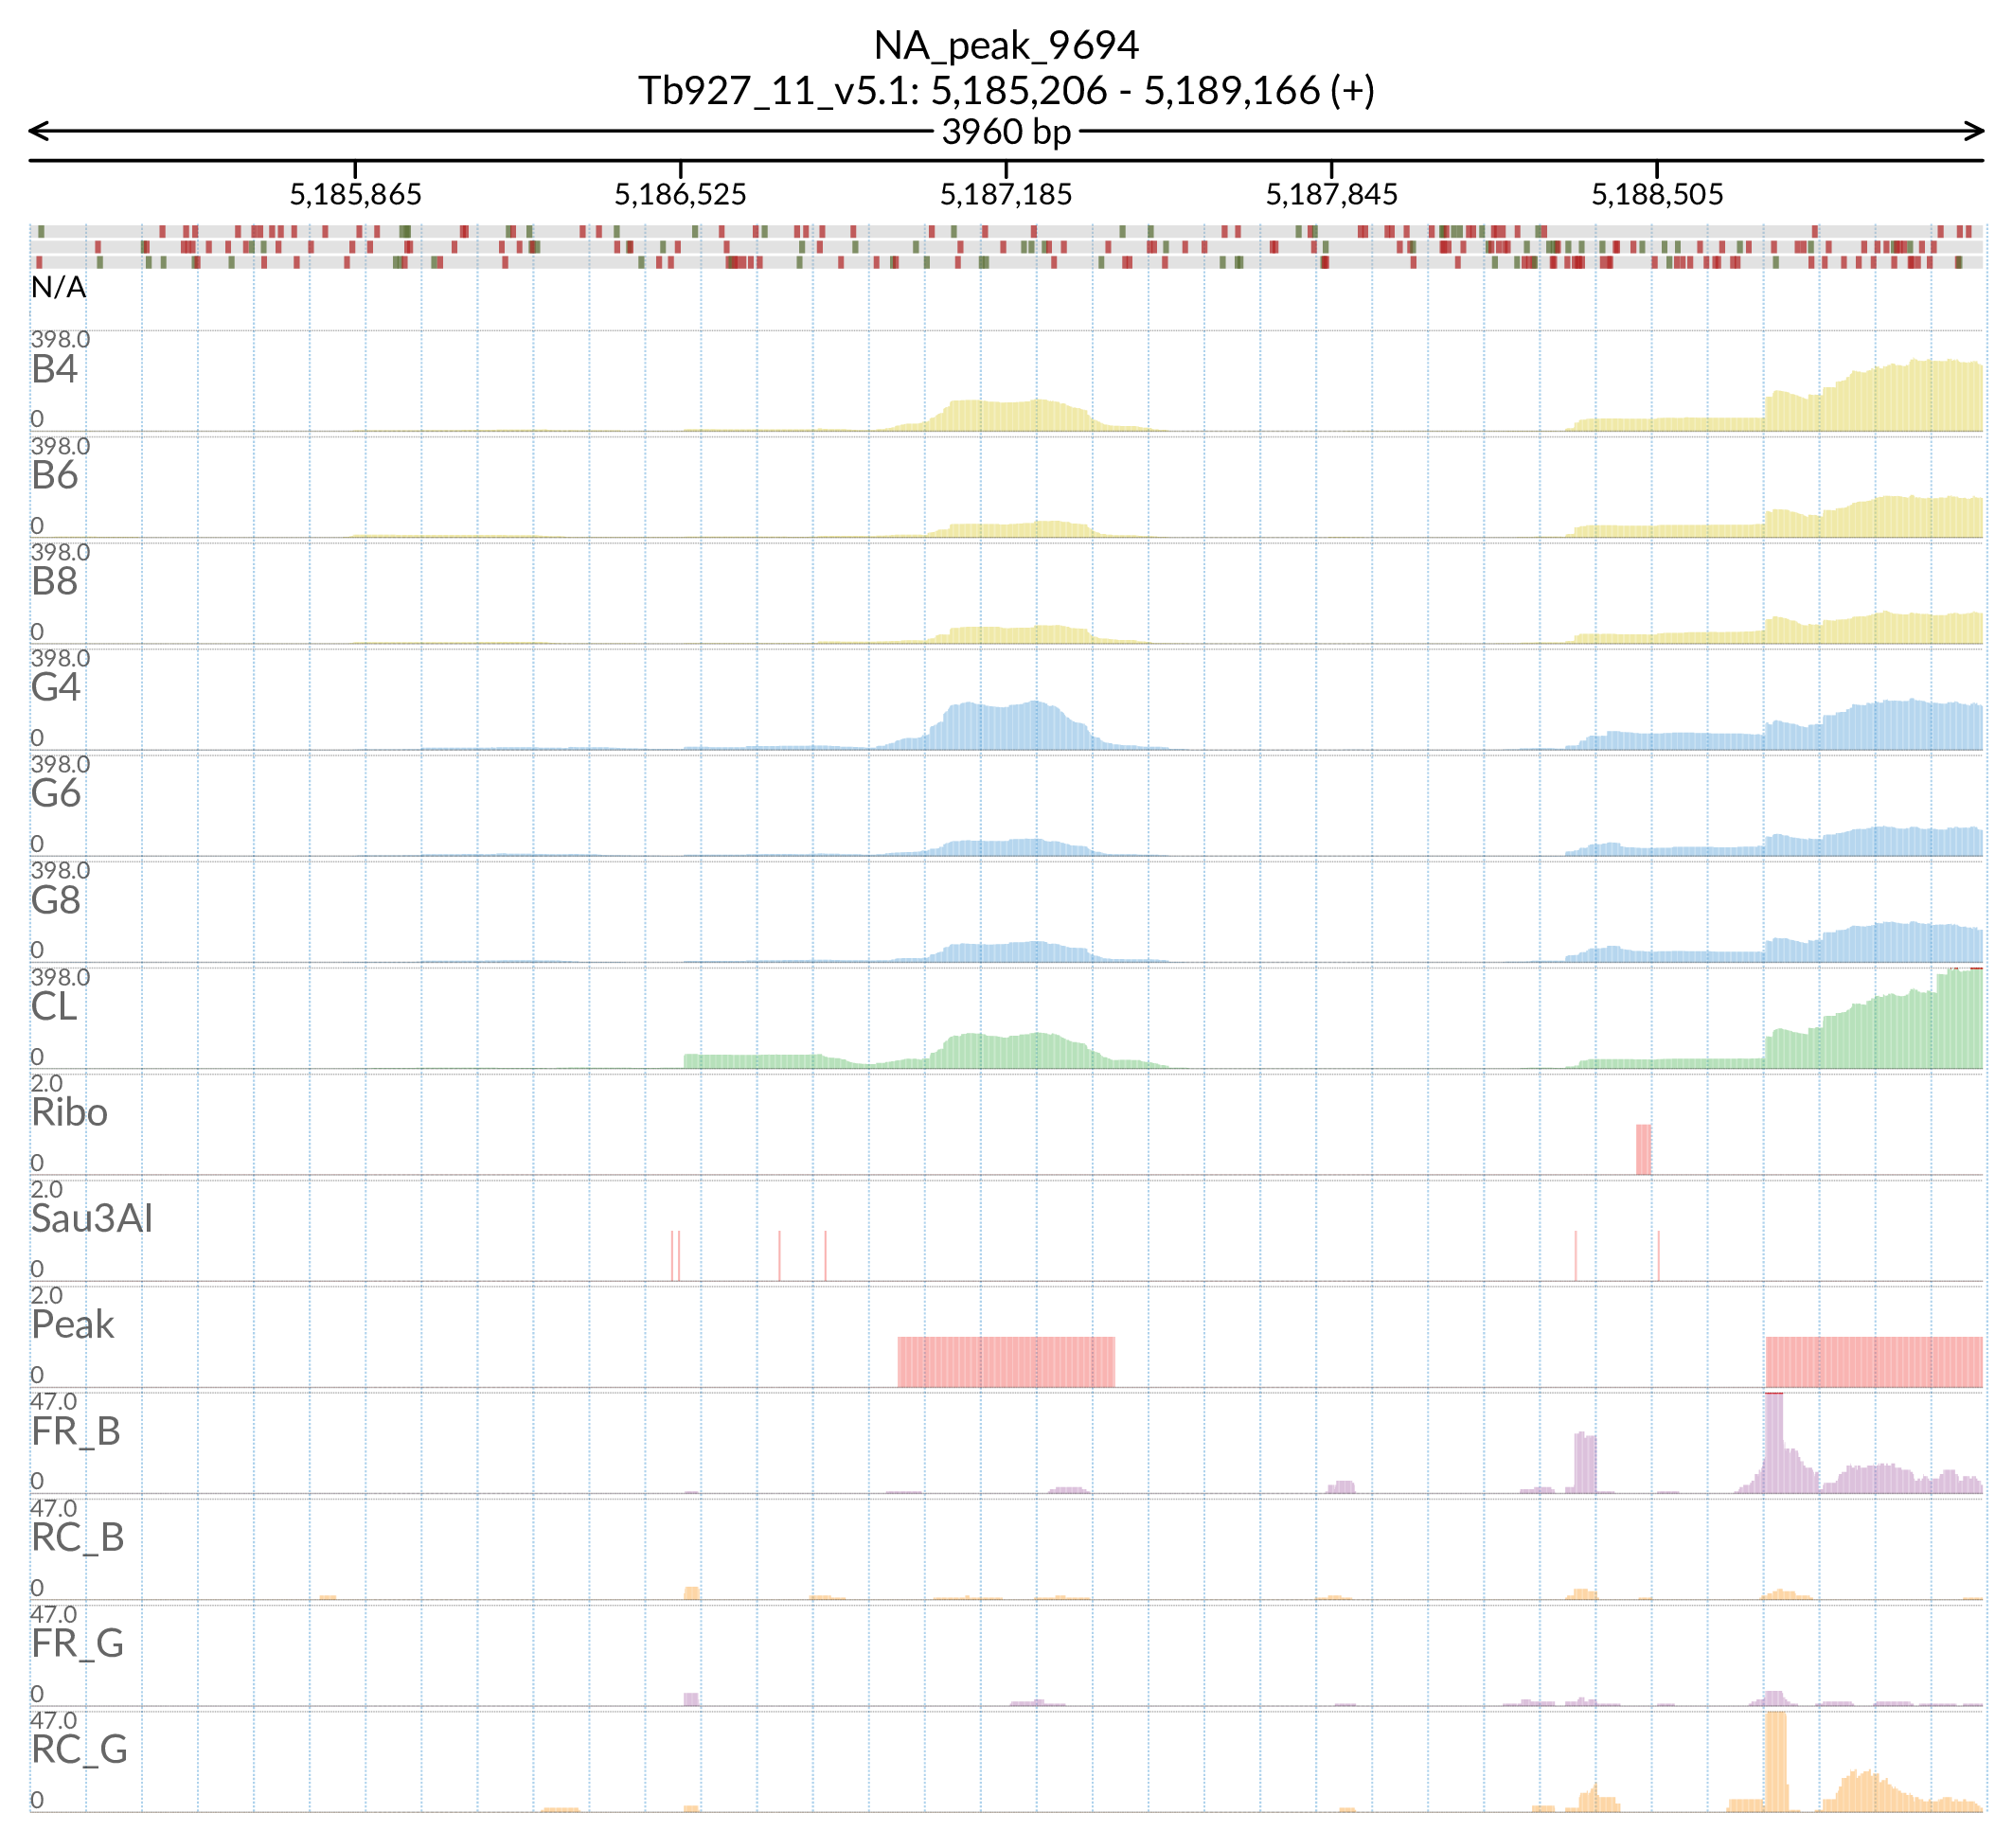 NA_peak_9694
Tb927_11_v5.1: 5,185,206 - 5,189,166 (+)
3960 bp
5,185,865 5,186,525 5,187,185 5,187,845 5,188,505
N/A
398.0
B4
0
398.0
B6
0
398.0
B8
0
398.0
G4
0
398.0
G6
0
398.0
G8
0
398.0
CL
0
2.0
Ribo
0
2.0
Sau3AI
0
2.0
Peak
0
47.0
FR_B
0
47.0
RC_B
0
47.0
FR_G
0
47.0
RC_G
0